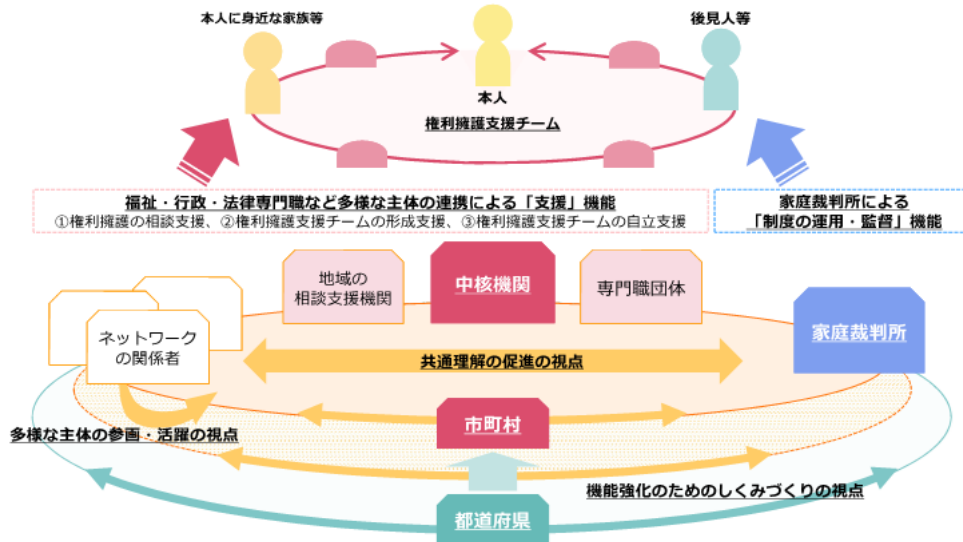 本人に身近な家族等
後見人等
本人
権利擁護支援チーム
福祉・行政・法律専門職など多様な主体の連携による「支援」機能
①権利擁護の相談支援、②権利擁護支援チームの形成支援、③権利擁護支援チームの自立支援
家庭裁判所による
「制度の運用・監督」機能
地域の
相談支援機関
中核機関
専門職団体
ネットワーク
の関係者
家庭裁判所
共通理解の促進の視点
市町村
多様な主体の参画・活躍の視点
機能強化のためのしくみづくりの視点
都道府県